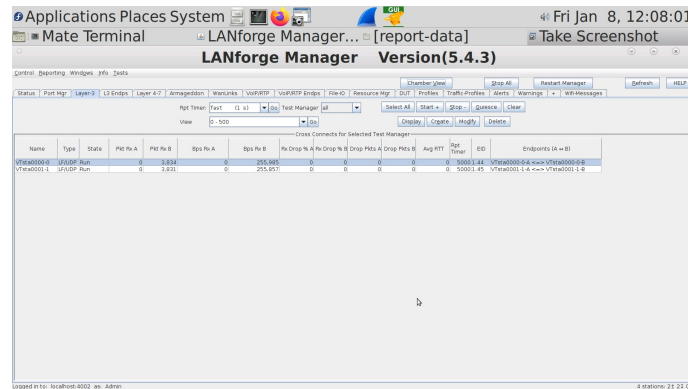 Applications Places System Fri Jan 8, 12:08:01
Mate Terminal LANforge Manager... [report-data] Take Screenshot
LANforge Manager Version(5.4.3)
Control Reporting Windows Info Tests
Chamber View Stop All Restart Manager Refresh HELP
Status Port Mgr Layer-3 L3 Endps Layer 4-7 Armageddon WanLinks VoIP/RTP VoIP/RTP Endps File-IO Resource Mgr DUT Profiles Traffic-Profiles Alerts Warnings + Wifi-Messages
Rpt Timer: fast (1 s) Go Test Manager all Select All Start + Stop - Quiesce Clear
View 0 - 500 Go Display Create Modify Delete
Cross Connects for Selected Test Manager
Name Type State Pkt Rx A Pkt Rx B Bps Rx A Bps Rx B Rx Drop % A Rx Drop % B Drop Pkts A Drop Pkts B Avg RTT Rpt Timer EID Endpoints (A ↔ B)
VTsta0000-0 LF/UDP Run 0 3,834 0 255,985 0 0 0 0 0 5000 1.44 VTsta0000-0-A <=> VTsta0000-0-B
VTsta0001-1 LF/UDP Run 0 3,831 0 255,857 0 0 0 0 0 5000 1.45 VTsta0001-1-A <=> VTsta0001-1-B
Logged in to: localhost:4002 as: Admin 4 stations: